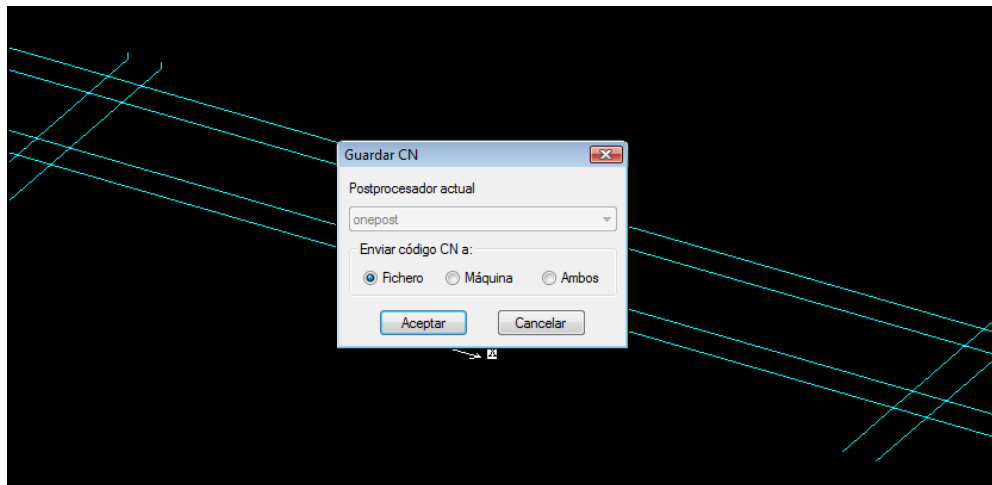 Guardar CN
Postprocesador actual
onepost
Enviar código CN a:
Fichero Máquina Ambos
Aceptar Cancelar